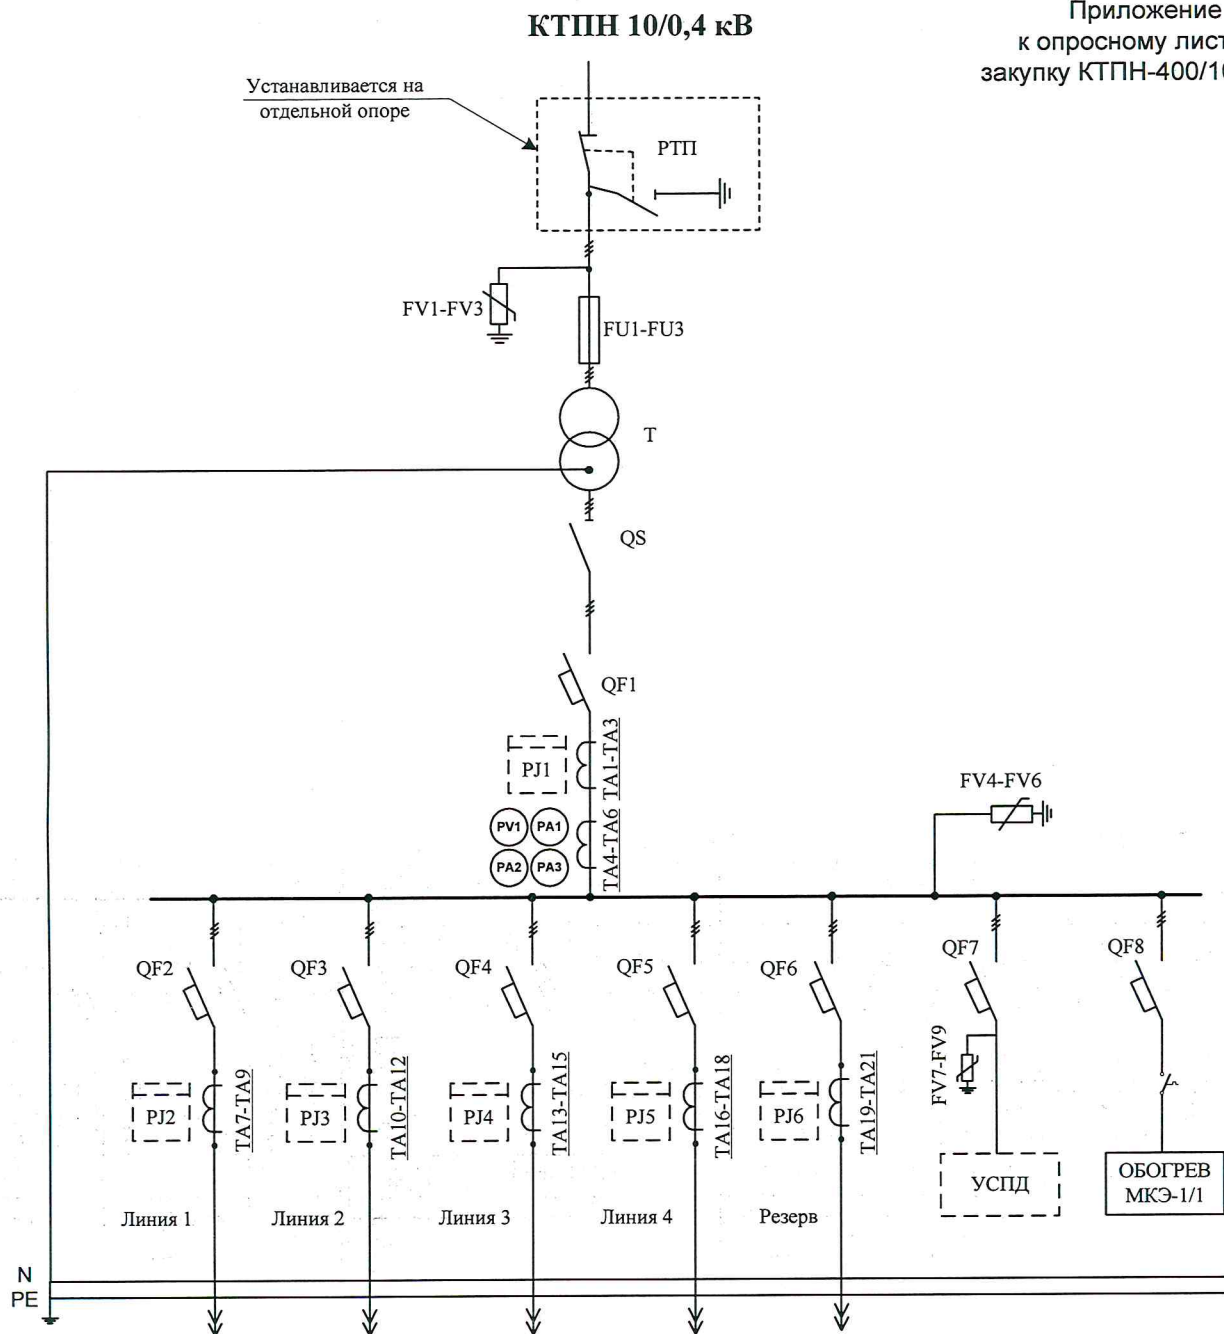 КТПН 10/0,4 кВ
Приложение
к опросному лист
закупку КТПН-400/10
Устанавливается на
отдельной опоре
РТП
FV1-FV3
FU1-FU3
Т
QS
QF1
PJ1
TA1-TA3
PV1
PA1
PA2
PA3
TA4-TA6
FV4-FV6
QF2
QF3
QF4
QF5
QF6
QF7
QF8
PJ2
TA7-TA9
PJ3
TA10-TA12
PJ4
TA13-TA15
PJ5
TA16-TA18
PJ6
TA19-TA21
FV7-FV9
УСПД
ОБОГРЕВ
МКЭ-1/1
Линия 1
Линия 2
Линия 3
Линия 4
Резерв
N
PE